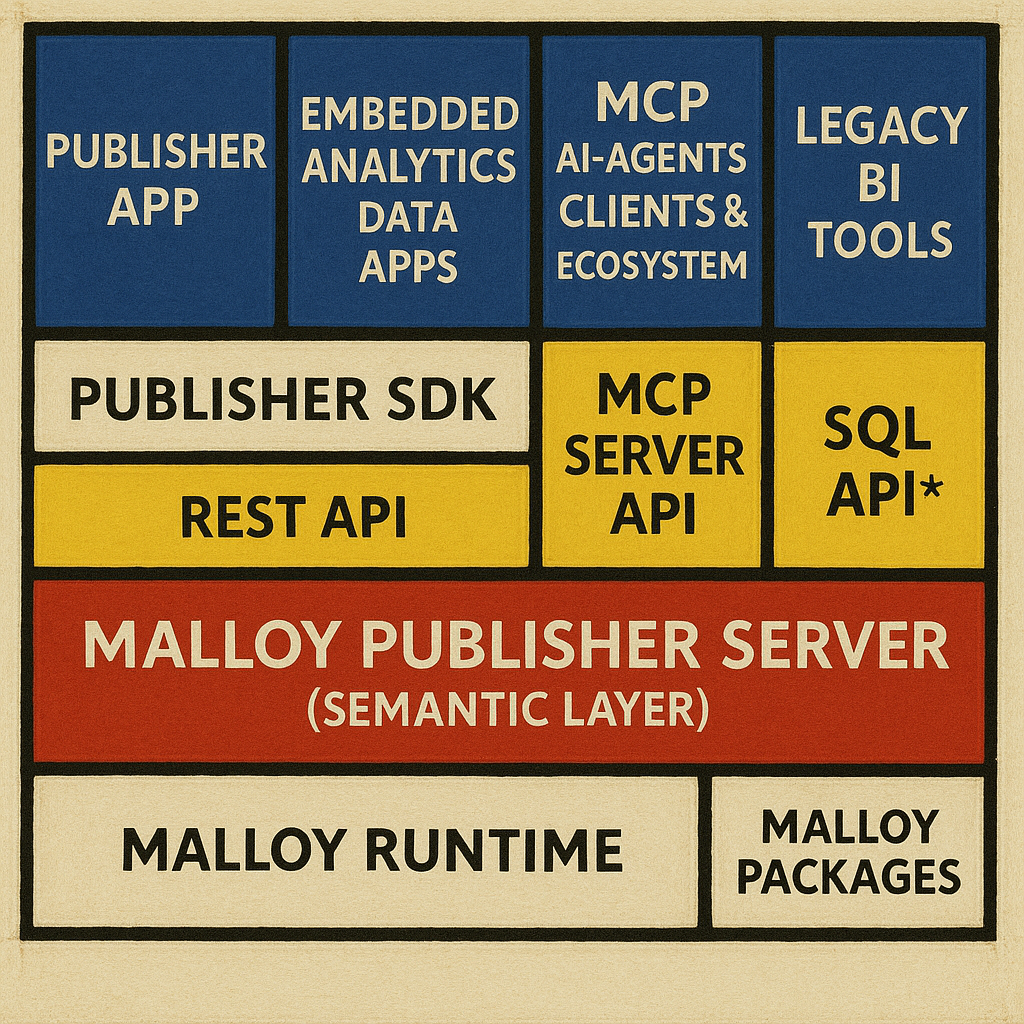 PUBLISHER
APP
EMBEDDED
ANALYTICS
DATA
APPS
MCP
AI-AGENTS
CLIENTS &
ECOSYSTEM
LEGACY
BI
TOOLS
PUBLISHER SDK
REST API
MCP
SERVER
API
SQL
API*
MALLOY PUBLISHER SERVER
(SEMANTIC LAYER)
MALLOY RUNTIME
MALLOY
PACKAGES